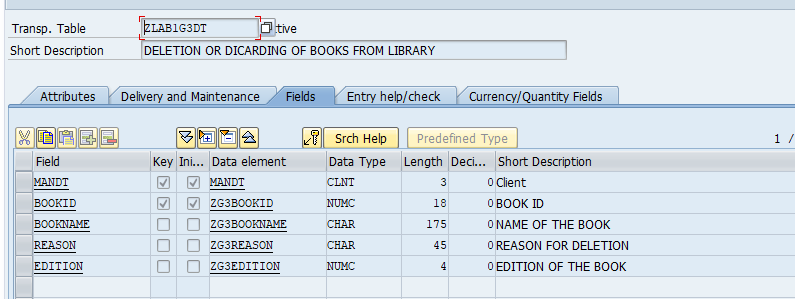 Transp. Table ZLAB1G3DT tive
Short Description DELETION OR DICARDING OF BOOKS FROM LIBRARY
Attributes Delivery and Maintenance Fields Entry help/check Currency/Quantity Fields
Srch Help Predefined Type 1 /
Field Key Ini... Data element Data Type Length Deci... Short Description
MANDT MANDT CLNT 3 0 Client
BOOKID ZG3BOOKID NUMC 18 0 BOOK ID
BOOKNAME ZG3BOOKNAME CHAR 175 0 NAME OF THE BOOK
REASON ZG3REASON CHAR 45 0 REASON FOR DELETION
EDITION ZG3EDITION NUMC 4 0 EDITION OF THE BOOK